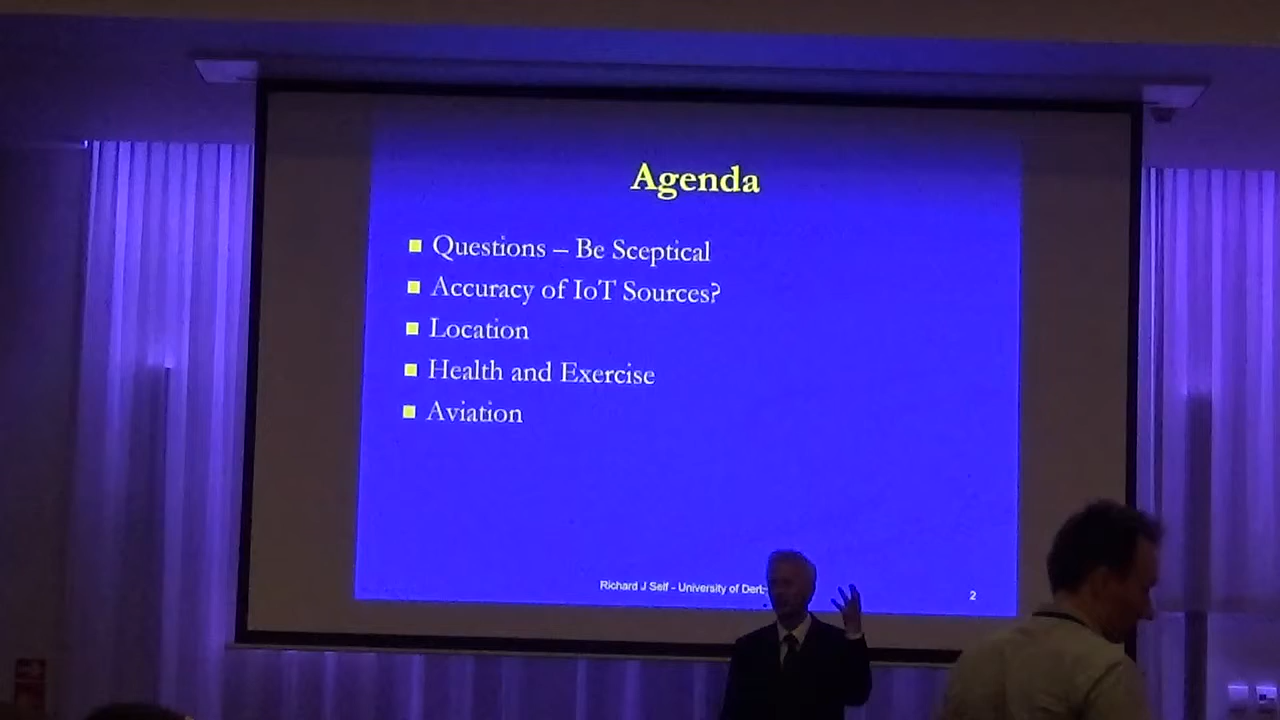 Agenda
Questions – Be Sceptical
Accuracy of IoT Sources?
Location
Health and Exercise
Aviation
Richard J Self - University of
2